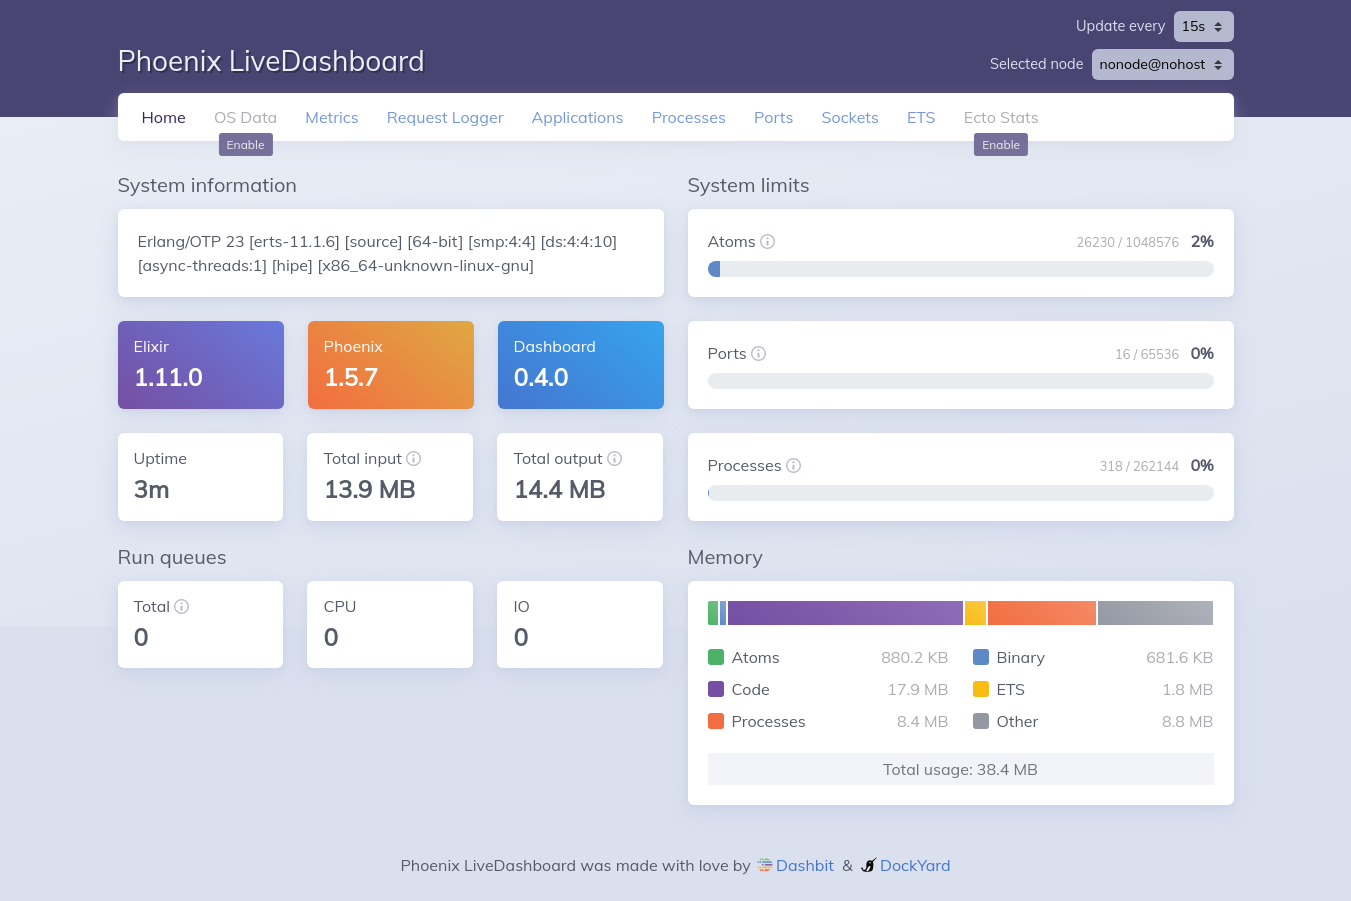 Update every 15s
Phoenix LiveDashboard
Selected node nonode@nohost
Home OS Data Metrics Request Logger Applications Processes Ports Sockets ETS Ecto Stats
Enable Enable
System information
Erlang/OTP 23 [erts-11.1.6] [source] [64-bit] [smp:4:4] [ds:4:4:10]
[async-threads:1] [hipe] [x86_64-unknown-linux-gnu]
Elixir
1.11.0
Phoenix
1.5.7
Dashboard
0.4.0
Uptime
3m
Total input
13.9 MB
Total output
14.4 MB
Run queues
Total
0
CPU
0
IO
0
System limits
Atoms 26230 / 1048576 2%
Ports 16 / 65536 0%
Processes 318 / 262144 0%
Memory
Atoms 880.2 KB Binary 681.6 KB
Code 17.9 MB ETS 1.8 MB
Processes 8.4 MB Other 8.8 MB
Total usage: 38.4 MB
Phoenix LiveDashboard was made with love by Dashbit & DockYard